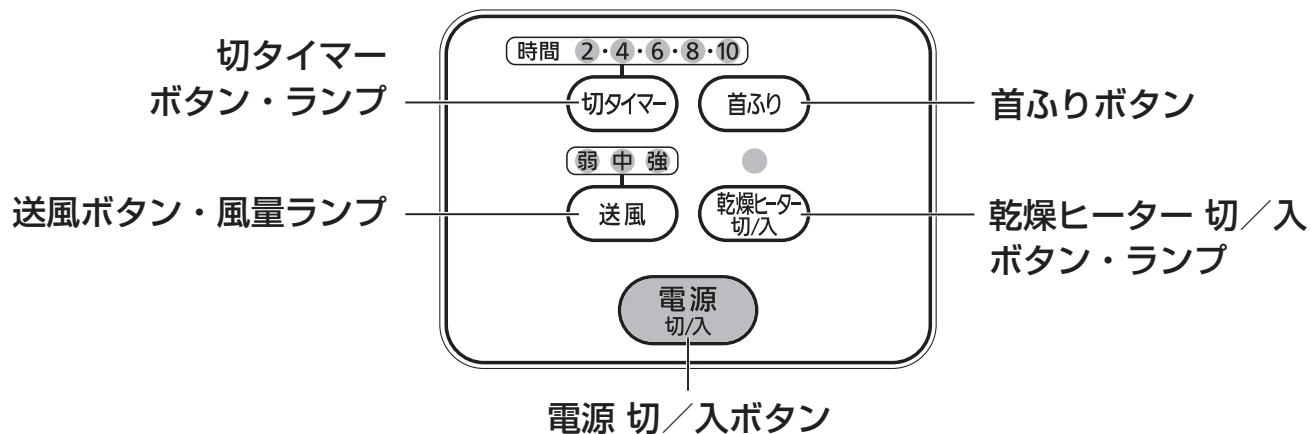 切タイマー
ボタン・ランプ
時間 2・4・6・8・10
切タイマー
首ふり
首ふりボタン
弱 中 強
送風ボタン・風量ランプ
送風
乾燥ヒーター
切/入
乾燥ヒーター 切／入
ボタン・ランプ
電源
切/入
電源 切／入ボタン